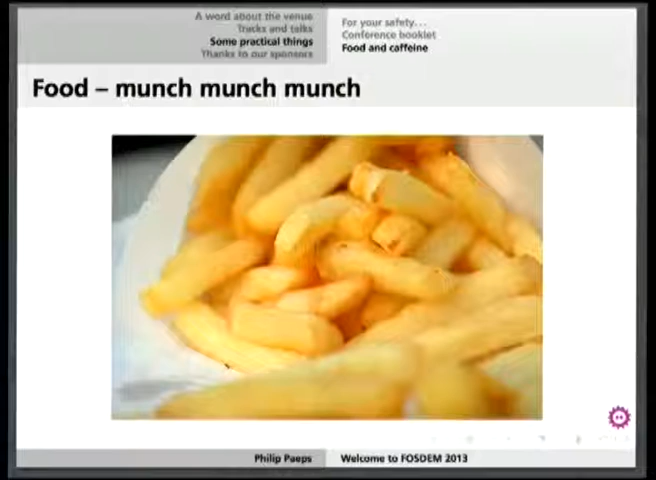 A word about the venue
Tracks and talks
Some practical things
Thanks to our sponsors
For your safety...
Conference booklet
Food and caffeine
Food – munch munch munch
Philip Paeps
Welcome to FOSDEM 2013